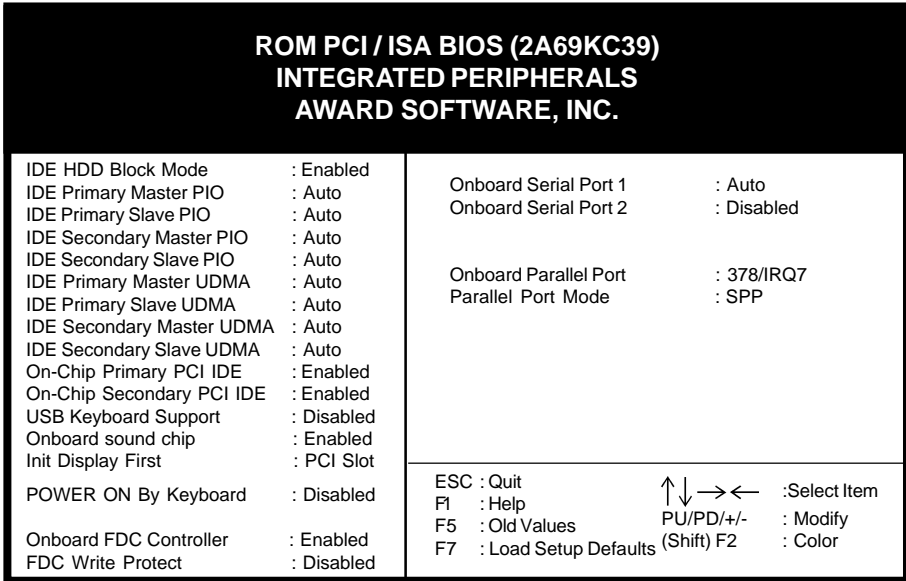 ROM PCI / ISA BIOS (2A69KC39)
INTEGRATED PERIPHERALS
AWARD SOFTWARE, INC.
IDE HDD Block Mode : Enabled
IDE Primary Master PIO : Auto
IDE Primary Slave PIO : Auto
IDE Secondary Master PIO : Auto
IDE Secondary Slave PIO : Auto
IDE Primary Master UDMA : Auto
IDE Primary Slave UDMA : Auto
IDE Secondary Master UDMA : Auto
IDE Secondary Slave UDMA : Auto
On-Chip Primary PCI IDE : Enabled
On-Chip Secondary PCI IDE : Enabled
USB Keyboard Support : Disabled
Onboard sound chip : Enabled
Init Display First : PCI Slot
POWER ON By Keyboard : Disabled
Onboard FDC Controller : Enabled
FDC Write Protect : Disabled
Onboard Serial Port 1 : Auto
Onboard Serial Port 2 : Disabled
Onboard Parallel Port : 378/IRQ7
Parallel Port Mode : SPP
ESC : Quit ↑↓→← :Select Item
F1 : Help PU/PD/+/- : Modify
F5 : Old Values (Shift) F2 : Color
F7 : Load Setup Defaults